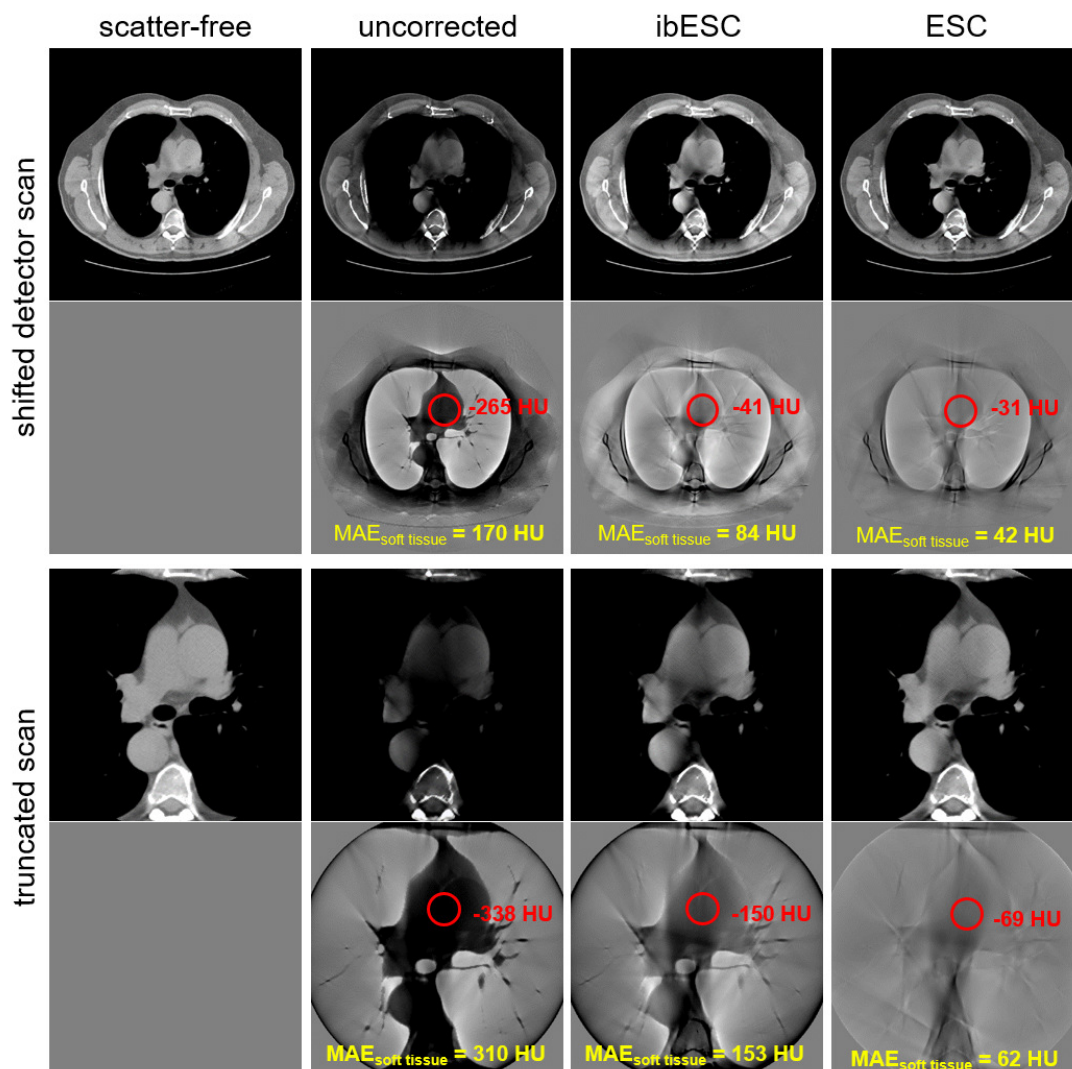 scatter-free uncorrected ibESC ESC
shifted detector scan
-265 HU -41 HU -31 HU
MAEsoft tissue = 170 HU MAEsoft tissue = 84 HU MAEsoft tissue = 42 HU
truncated scan
-338 HU -150 HU -69 HU
MAEsoft tissue = 310 HU MAEsoft tissue = 153 HU MAEsoft tissue = 62 HU